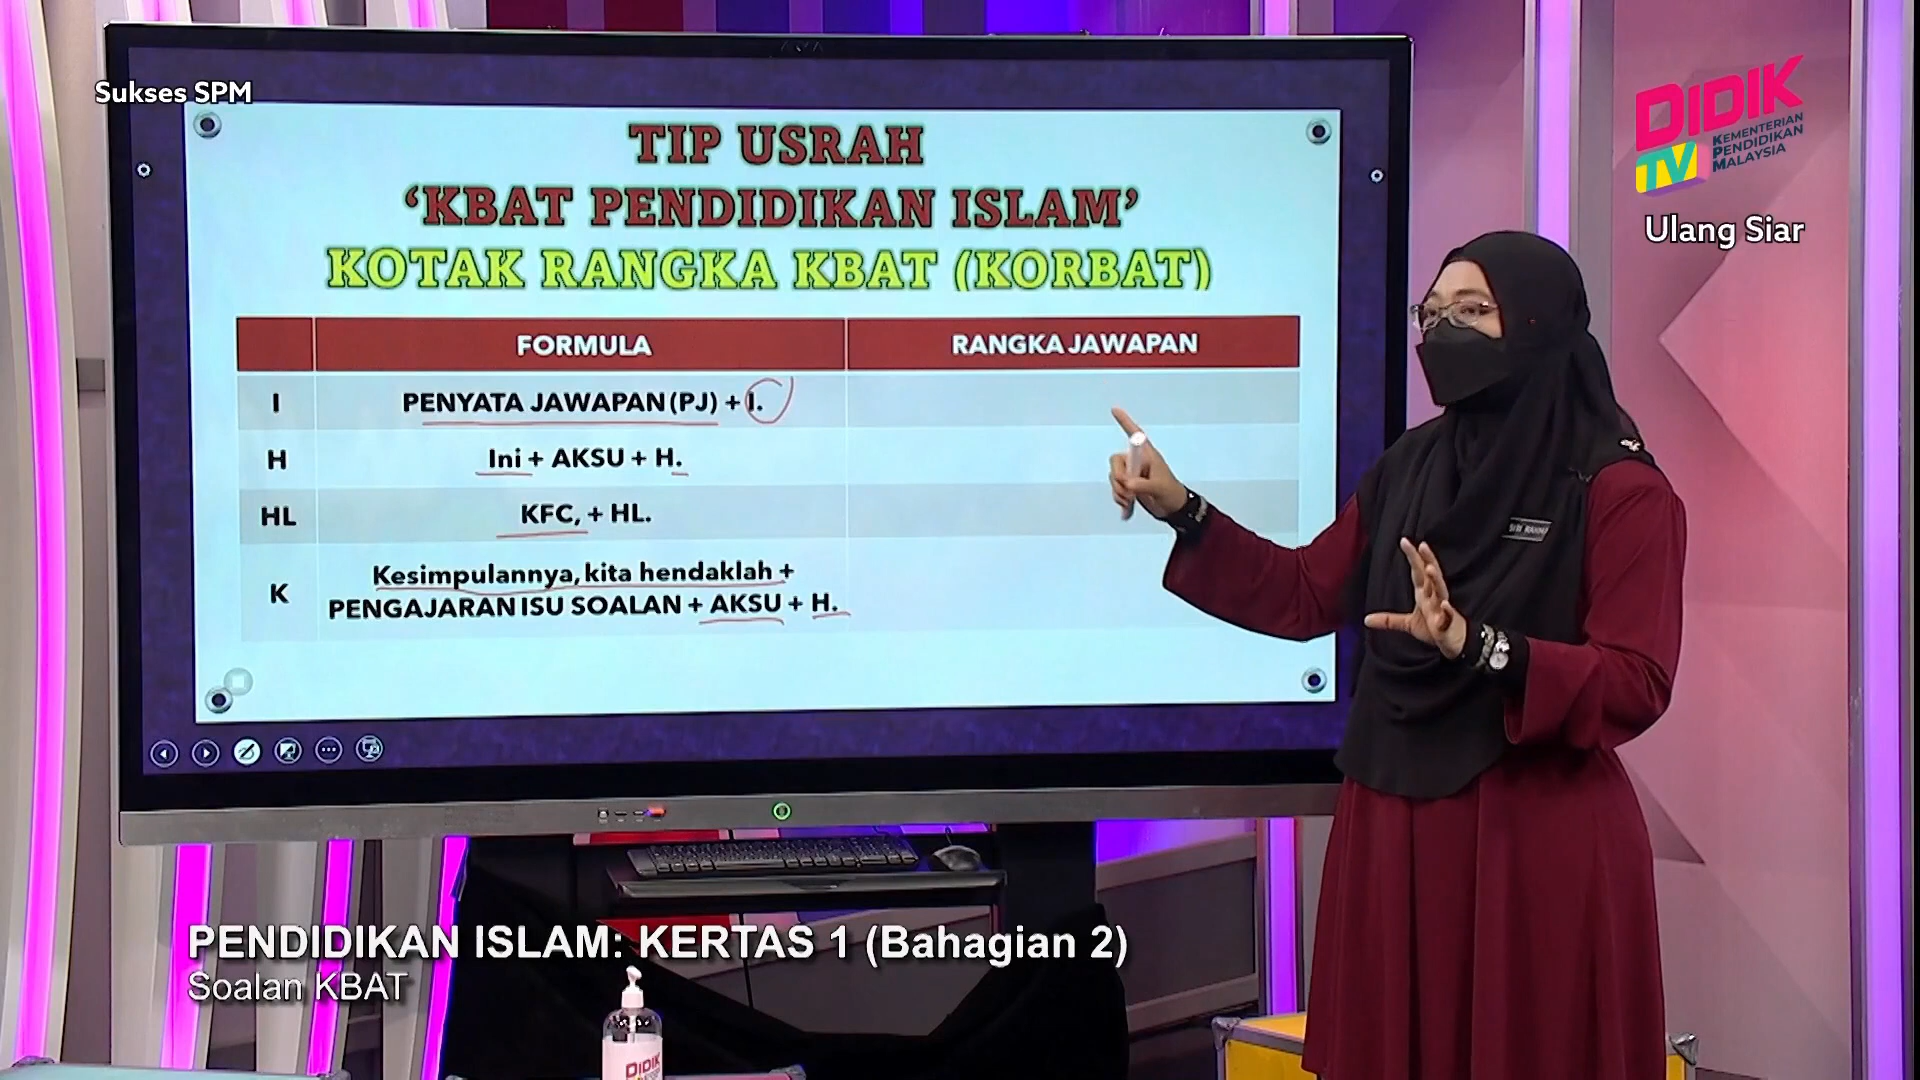 Sukses SPM
DIDIK
TV
KEMENTERIAN
PENDIDIKAN
MALAYSIA
Ulang Siar
TIP USRAH
‘KBAT PENDIDIKAN ISLAM’
KOTAK RANGKA KBAT (KORBAT)
FORMULA
RANGKA JAWAPAN
I
PENYATA JAWAPAN (PJ) + I.
H
Ini + AKSU + H.
HL
KFC, + HL.
K
Kesimpulannya, kita hendaklah +
PENGAJARAN ISU SOALAN + AKSU + H.
PENDIDIKAN ISLAM: KERTAS 1 (Bahagian 2)
Soalan KBAT
DIDIK